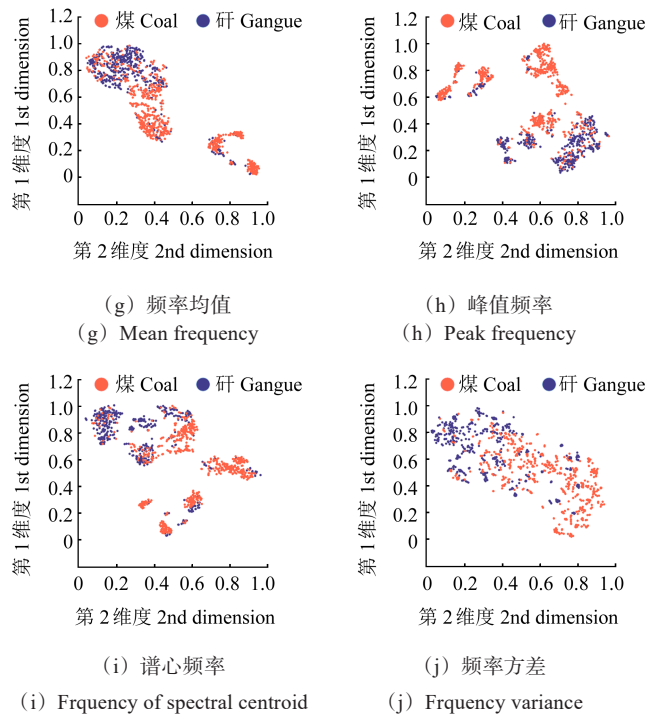 1.2
煤 Coal 矸 Gangue
1.0
0.8
0.6
0.4
0.2
0
第 1 维度 1st dimension
0 0.2 0.4 0.6 0.8 1.0
第 2 维度 2nd dimension
(g) 频率均值
(g) Mean frequency
1.2
煤 Coal 矸 Gangue
1.0
0.8
0.6
0.4
0.2
0
第 1 维度 1st dimension
0 0.2 0.4 0.6 0.8 1.0
第 2 维度 2nd dimension
(h) 峰值频率
(h) Peak frequency
1.2
煤 Coal 矸 Gangue
1.0
0.8
0.6
0.4
0.2
0
第 1 维度 1st dimension
0 0.2 0.4 0.6 0.8 1.0
第 2 维度 2nd dimension
(i) 谱心频率
(i) Frquency of spectral centroid
1.2
煤 Coal 矸 Gangue
1.0
0.8
0.6
0.4
0.2
0
第 1 维度 1st dimension
0 0.2 0.4 0.6 0.8 1.0
第 2 维度 2nd dimension
(j) 频率方差
(j) Frquency variance